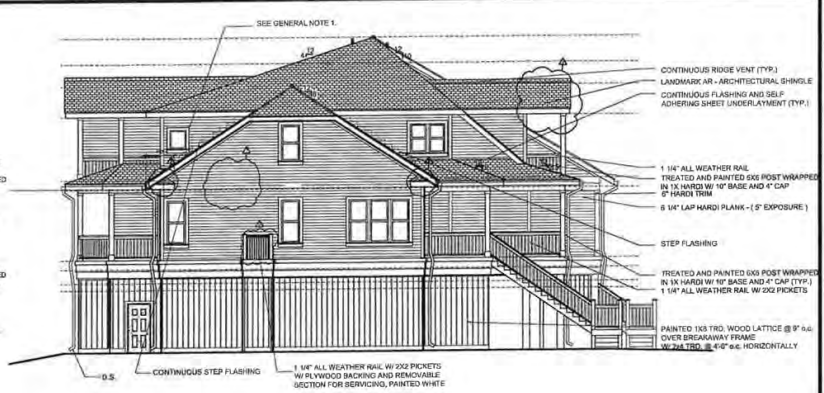 SEE GENERAL NOTE 1.
12
12
10
CONTINUOUS RIDGE VENT (TYP.)
LANDMARK AR - ARCHITECTURAL SHINGLE
CONTINUOUS FLASHING AND SELF
ADHERING SHEET UNDERLAYMENT (TYP.)
1 1/4" ALL WEATHER RAIL
TREATED AND PAINTED 6X6 POST WRAPPED
IN 1X HARDI W/ 10" BASE AND 4" CAP
6" HARDI TRIM
6 1/4" LAP HARDI PLANK - ( 5" EXPOSURE )
STEP FLASHING
TREATED AND PAINTED 6X6 POST WRAPPED
IN 1X HARDI W/ 10" BASE AND 4" CAP (TYP.)
1 1/4" ALL WEATHER RAIL W/ 2X2 PICKETS
PAINTED 1X8 TRD. WOOD LATTICE @ 9" o.c.
OVER BREAKAWAY FRAME
W/ 2x4 TRD. @ 4'-0" o.c. HORIZONTALLY
D.S.
CONTINUOUS STEP FLASHING
1 1/4" ALL WEATHER RAIL W/ 2X2 PICKETS
W/ PLYWOOD BACKING AND REMOVABLE
SECTION FOR SERVICING, PAINTED WHITE
ED
ED